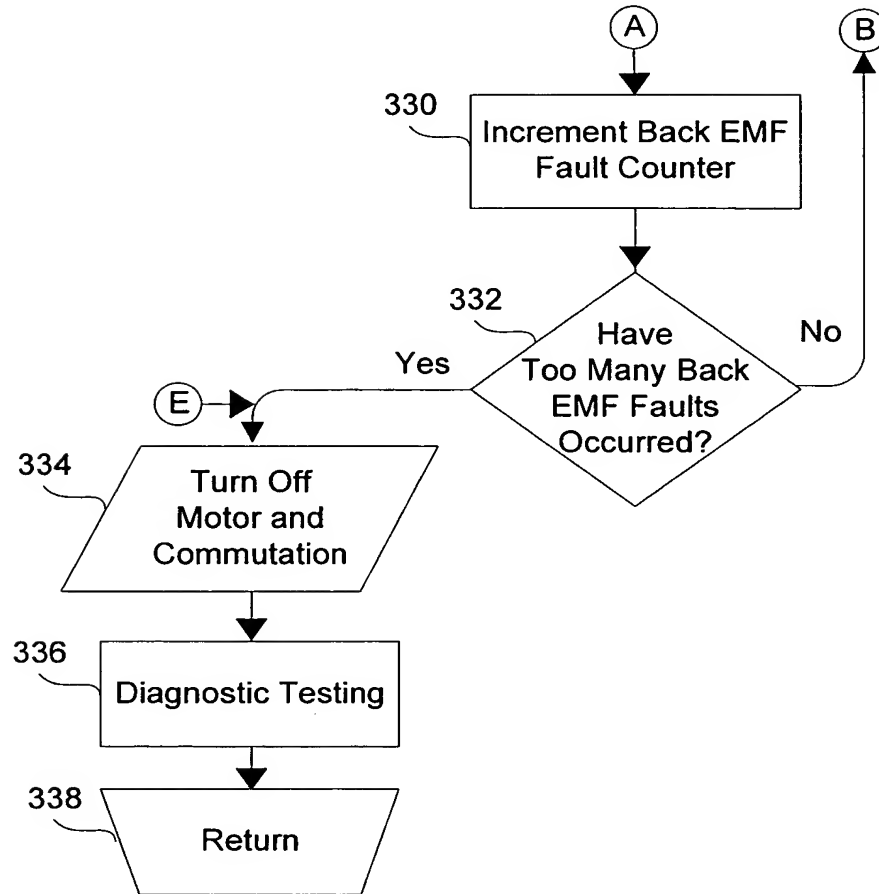 A
B
330
Increment Back EMF
Fault Counter
332
Have
Too Many Back
EMF Faults
Occurred?
No
Yes
E
334
Turn Off
Motor and
Commutation
336
Diagnostic Testing
338
Return